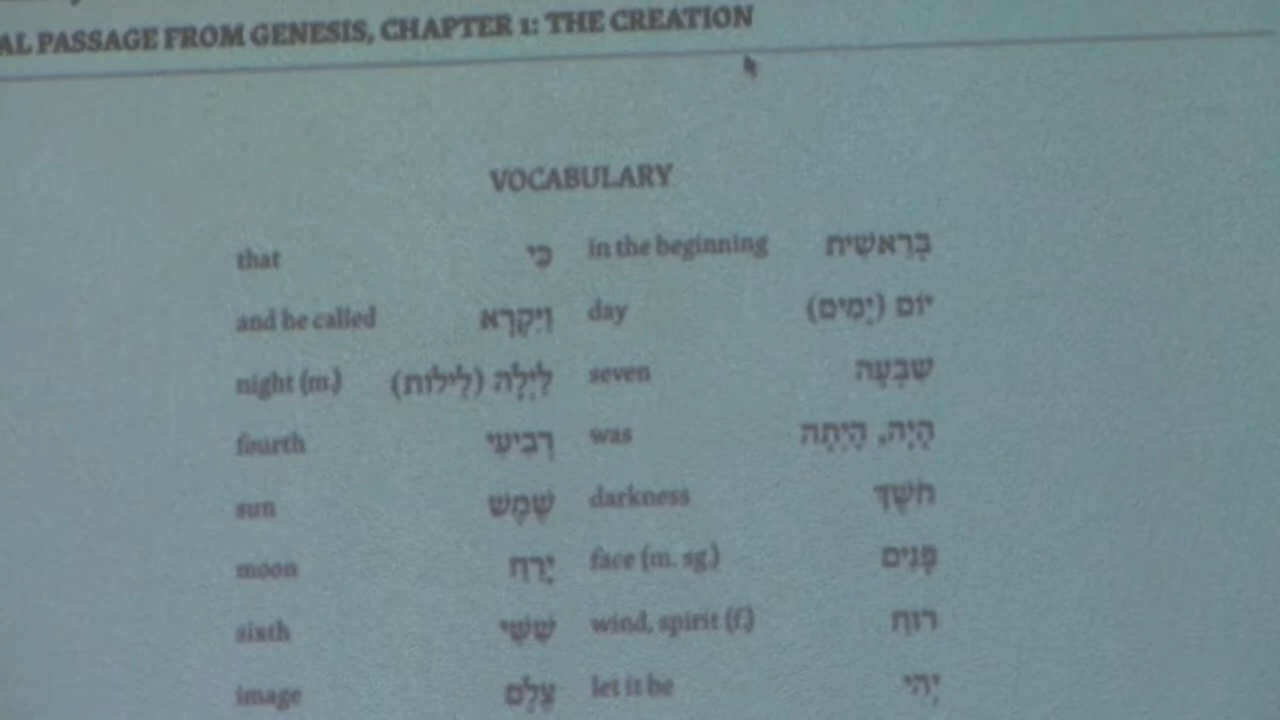 AL PASSAGE FROM GENESIS, CHAPTER 1: THE CREATION
VOCABULARY
that כִּי in the beginning בְּרֵאשִׁית
and he called וַיִּקְרָא day יוֹם (יָמִים)
night (m.) לַיְלָה (לֵילוֹת) seven שִׁבְעָה
fourth רְבִיעִי was הָיָה, הָיְתָה
sun שֶׁמֶשׁ darkness חֹשֶׁךְ
moon יָרֵחַ face (m. sg.) פָּנִים
sixth שִׁשִּׁי wind, spirit (f.) רוּחַ
image צֶלֶם let it be יְהִי